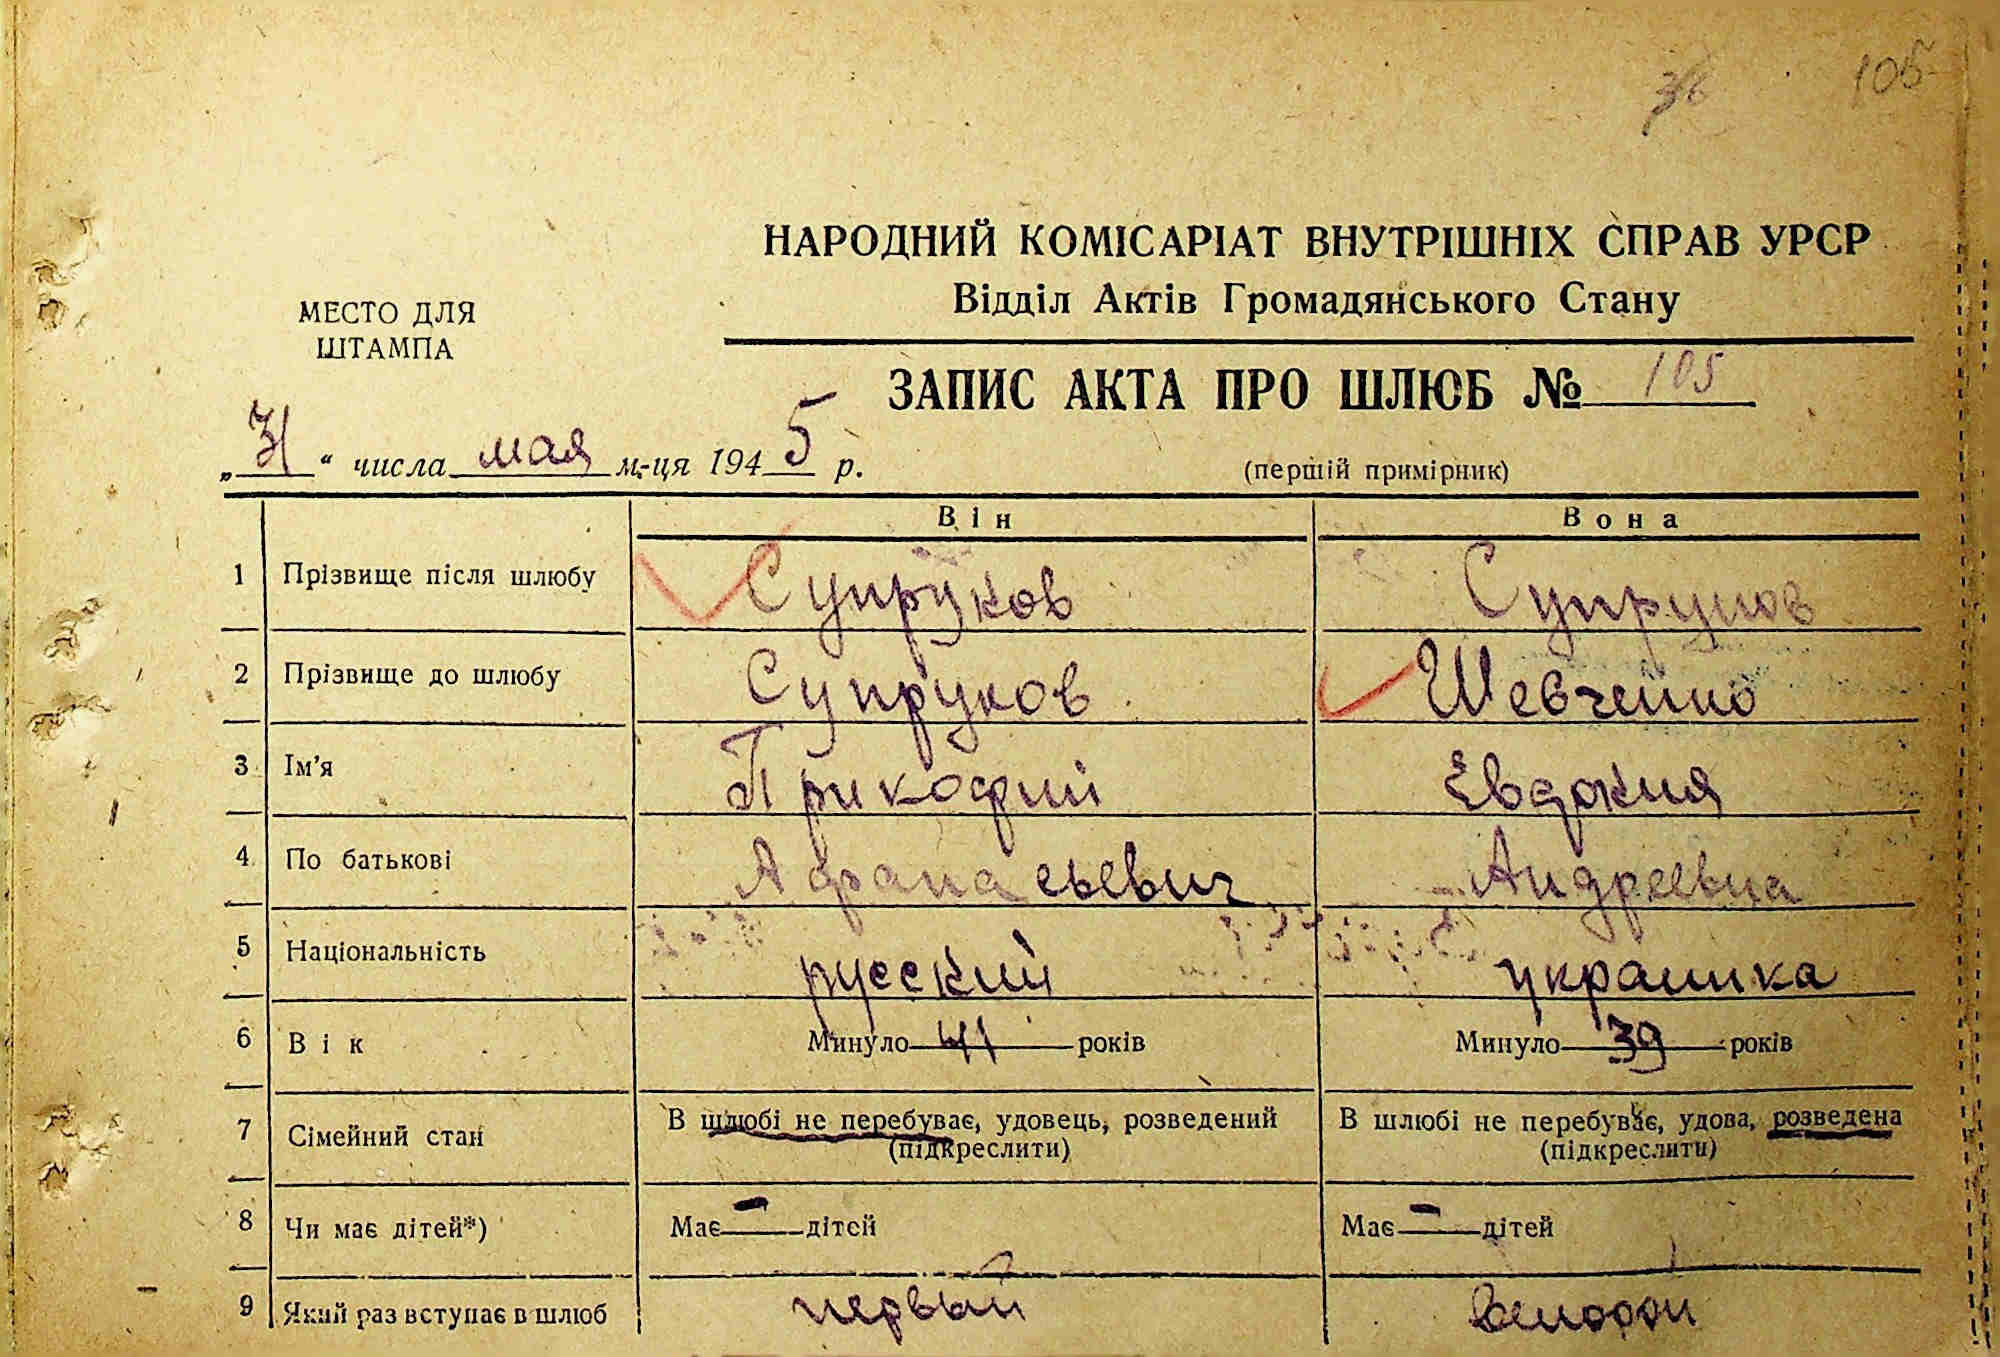 36 105
НАРОДНИЙ КОМІСАРІАТ ВНУТРІШНІХ СПРАВ УРСР
Відділ Актів Громадянського Стану
МЕСТО ДЛЯ
ШТАМПА
ЗАПИС АКТА ПРО ШЛЮБ № 105
„31“ числа мая м-ця 1945 р.
(першій примірник)
Він Вона
1 Прізвище після шлюбу Супруков Супрунов
2 Прізвище до шлюбу Супруков Шевченко
3 Ім'я Прикофий Евдокия
4 По батькові Афанасьевич Андреевна
5 Національність русский украинка
6 Вік Минуло 41 років Минуло 39 років
7 Сімейний стан В шлюбі не перебуває, удовець, розведений В шлюбі не перебуває, удова, розведена
(підкреслити) (підкреслити)
8 Чи має дітей*) Має — дітей Має — дітей
9 Який раз вступає в шлюб первый